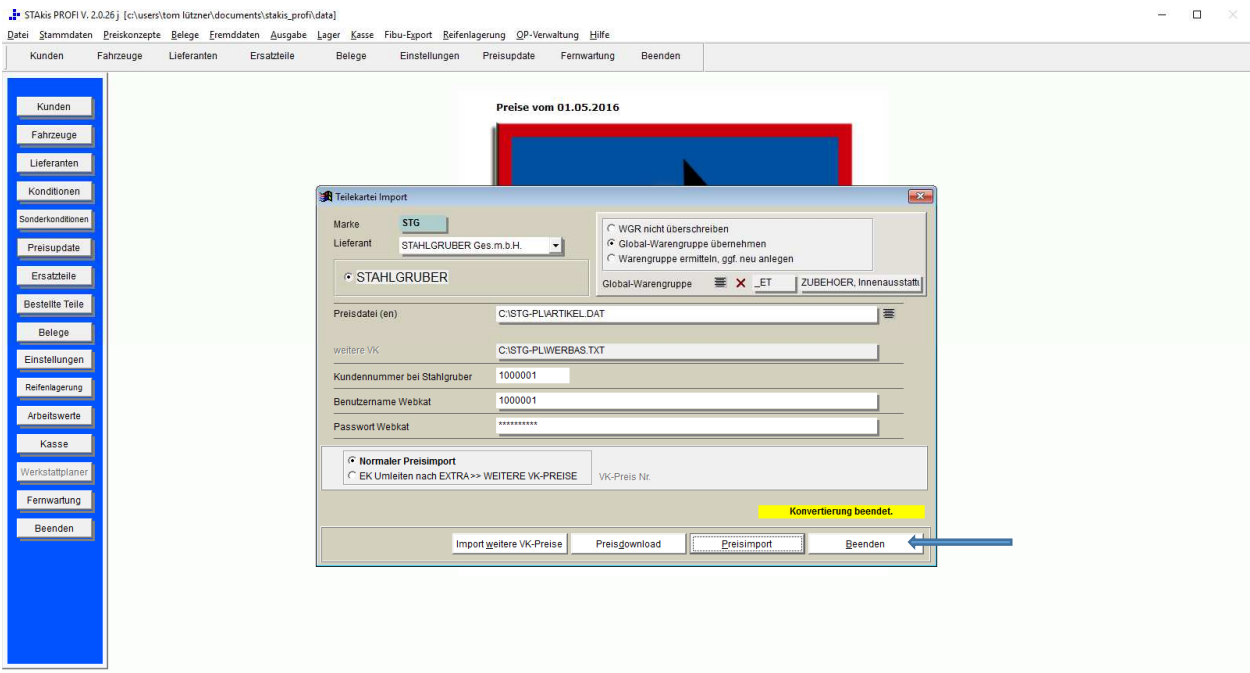 STAkis PROFI V. 2.0.26 j [c:\users\tom lützner\documents\stakis_profi\data]
Datei Stammdaten Preiskonzepte Belege Fremddaten Ausgabe Lager Kasse Fibu-Export Reifenlagerung OP-Verwaltung Hilfe
Kunden Fahrzeuge Lieferanten Ersatzteile Belege Einstellungen Preisupdate Fernwartung Beenden
Kunden
Fahrzeuge
Lieferanten
Konditionen
Sonderkonditionen
Preisupdate
Ersatzteile
Bestellte Teile
Belege
Einstellungen
Reifenlagerung
Arbeitswerte
Kasse
Werkstattplaner
Fernwartung
Beenden
Preise vom 01.05.2016
Teilekartei Import
Marke STG
Lieferant STAHLGRUBER Ges.m.b.H.
STAHLGRUBER
WGR nicht überschreiben
Global-Warengruppe übernehmen
Warengruppe ermitteln, ggf. neu anlegen
Global-Warengruppe _ET ZUBEHOER, Innenausstattu
Preisdatei (en) C:\STG-PL\ARTIKEL.DAT
weitere VK C:\STG-PL\WERBAS.TXT
Kundennummer bei Stahlgruber 1000001
Benutzername Webkat 1000001
Passwort Webkat **********
Normaler Preisimport
EK Umleiten nach EXTRA>> WEITERE VK-PREISE VK-Preis Nr.
Konvertierung beendet.
Import weitere VK-Preise Preisdownload Preisimport Beenden